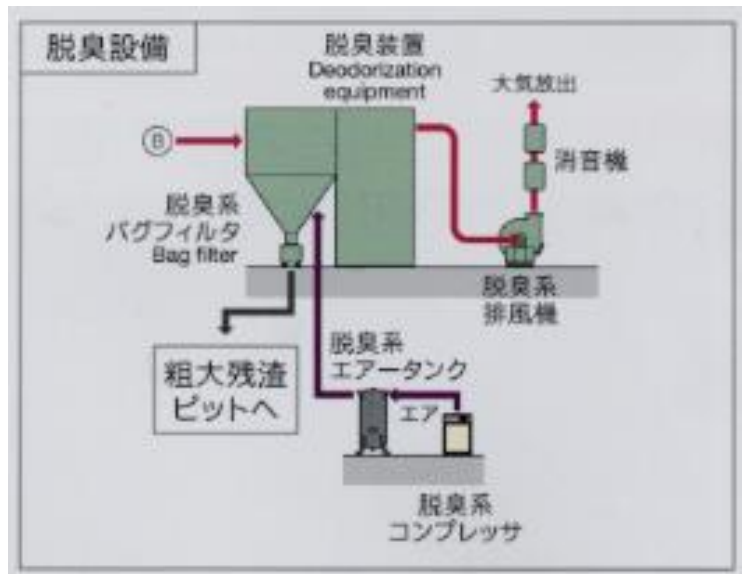 脱臭設備
脱臭装置
Deodorization
equipment
大気放出
B
消音機
脱臭系
バグフィルタ
Bag filter
脱臭系
排風機
粗大残渣
ピットへ
脱臭系
エアータンク
エア
脱臭系
コンプレッサ